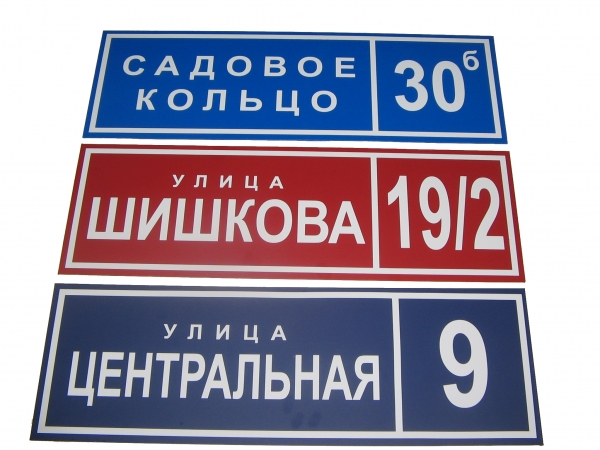 САДОВОЕ
КОЛЬЦО
30б
УЛИЦА
ШИШКОВА
19/2
УЛИЦА
ЦЕНТРАЛЬНАЯ
9